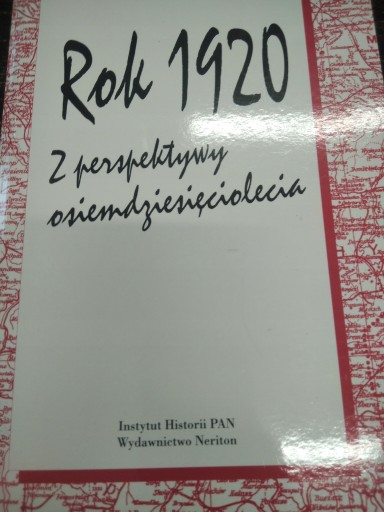 Rok 1920
Z perspektywy
osiemdziesięciolecia
Instytut Historii PAN
Wydawnictwo Neriton